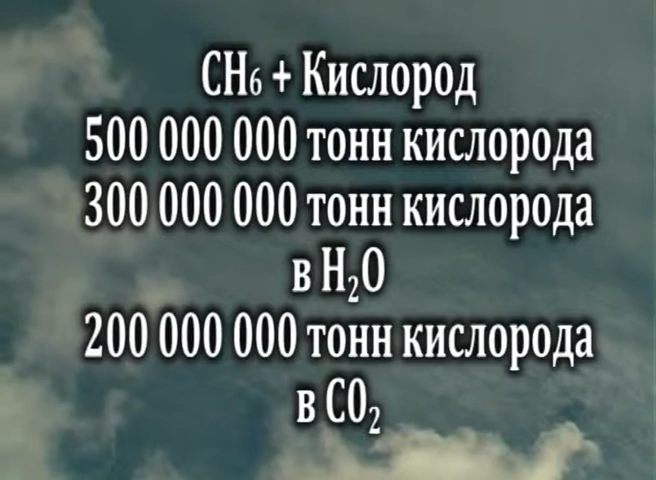 CH₆ + Кислород
500 000 000 тонн кислорода
300 000 000 тонн кислорода
в H₂O
200 000 000 тонн кислорода
в CO₂